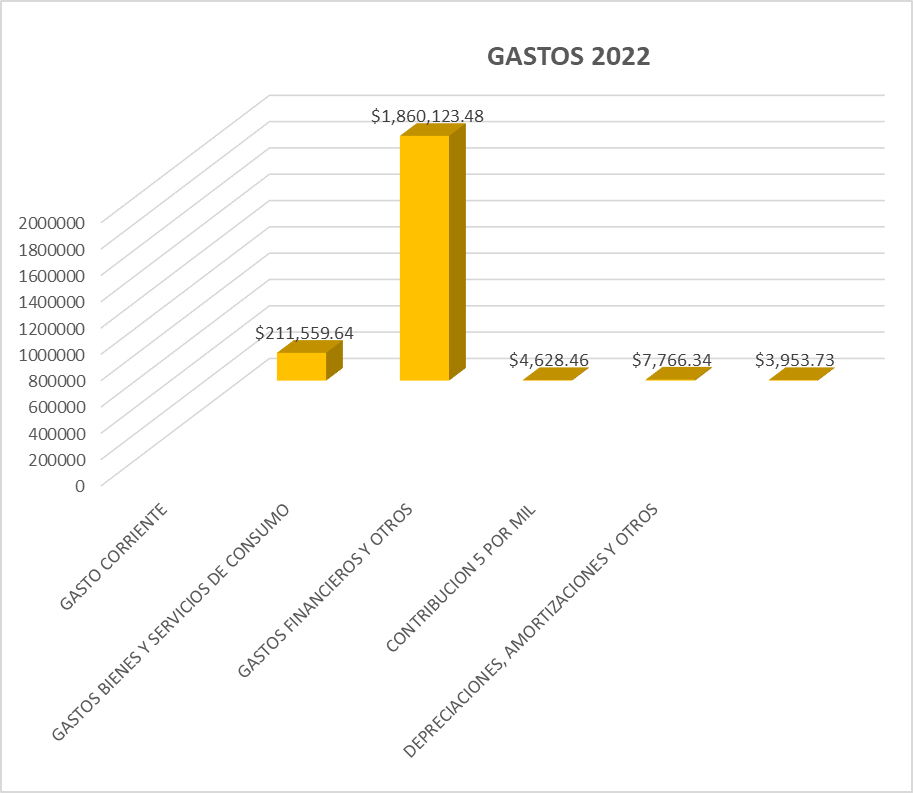 GASTOS 2022
$1,860,123.48
$211,559.64
$4,628.46
$7,766.34
$3,953.73
2000000
1800000
1600000
1400000
1200000
1000000
800000
600000
400000
200000
0
GASTO CORRIENTE
GASTOS BIENES Y SERVICIOS DE CONSUMO
GASTOS FINANCIEROS Y OTROS
CONTRIBUCION 5 POR MIL
DEPRECIACIONES, AMORTIZACIONES Y OTROS